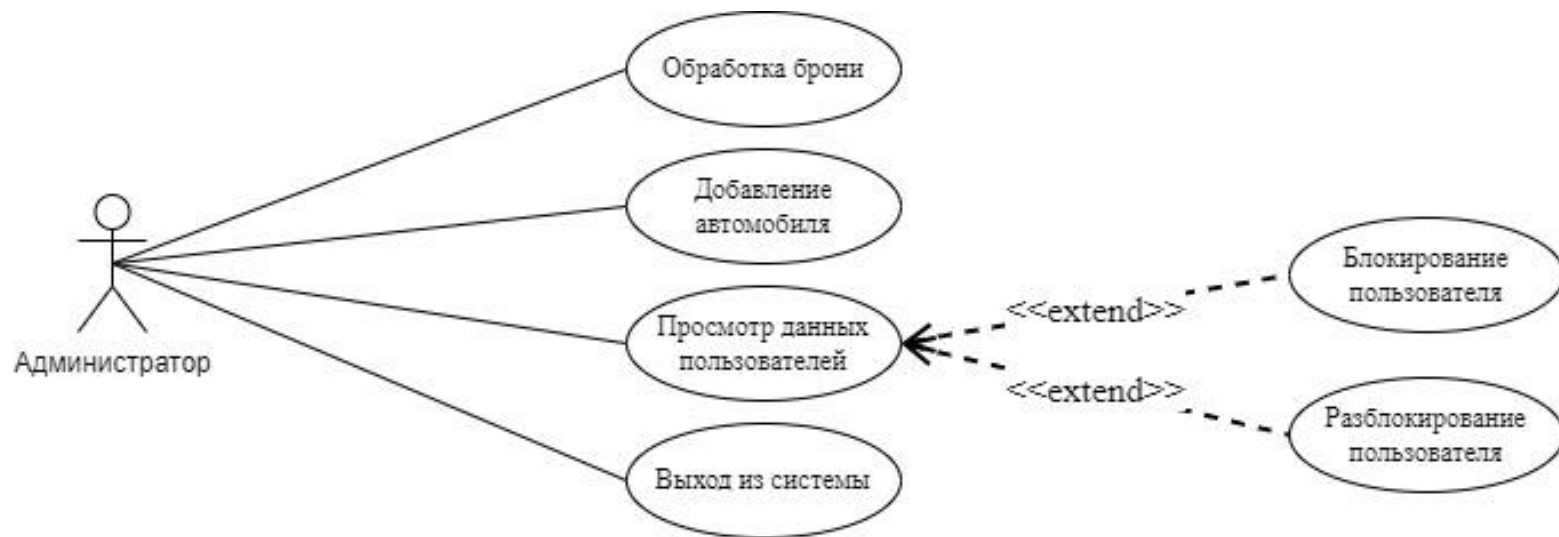 Обработка брони
Добавление
автомобиля
Просмотр данных
пользователей
Выход из системы
Администратор
<<extend>>
<<extend>>
Блокирование
пользователя
Разблокирование
пользователя